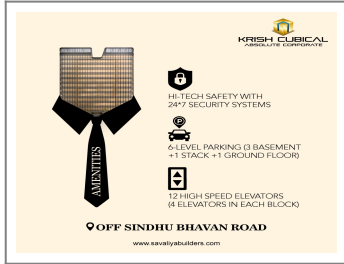 KRISH CUBICAL
ABSOLUTE CORPORATE
HI-TECH SAFETY WITH
24*7 SECURITY SYSTEMS
P
6-LEVEL PARKING (3 BASEMENT
+1 STACK +1 GROUND FLOOR)
AMENITIES
12 HIGH SPEED ELEVATORS
(4 ELEVATORS IN EACH BLOCK)
OFF SINDHU BHAVAN ROAD
www.savaliyabuilders.com